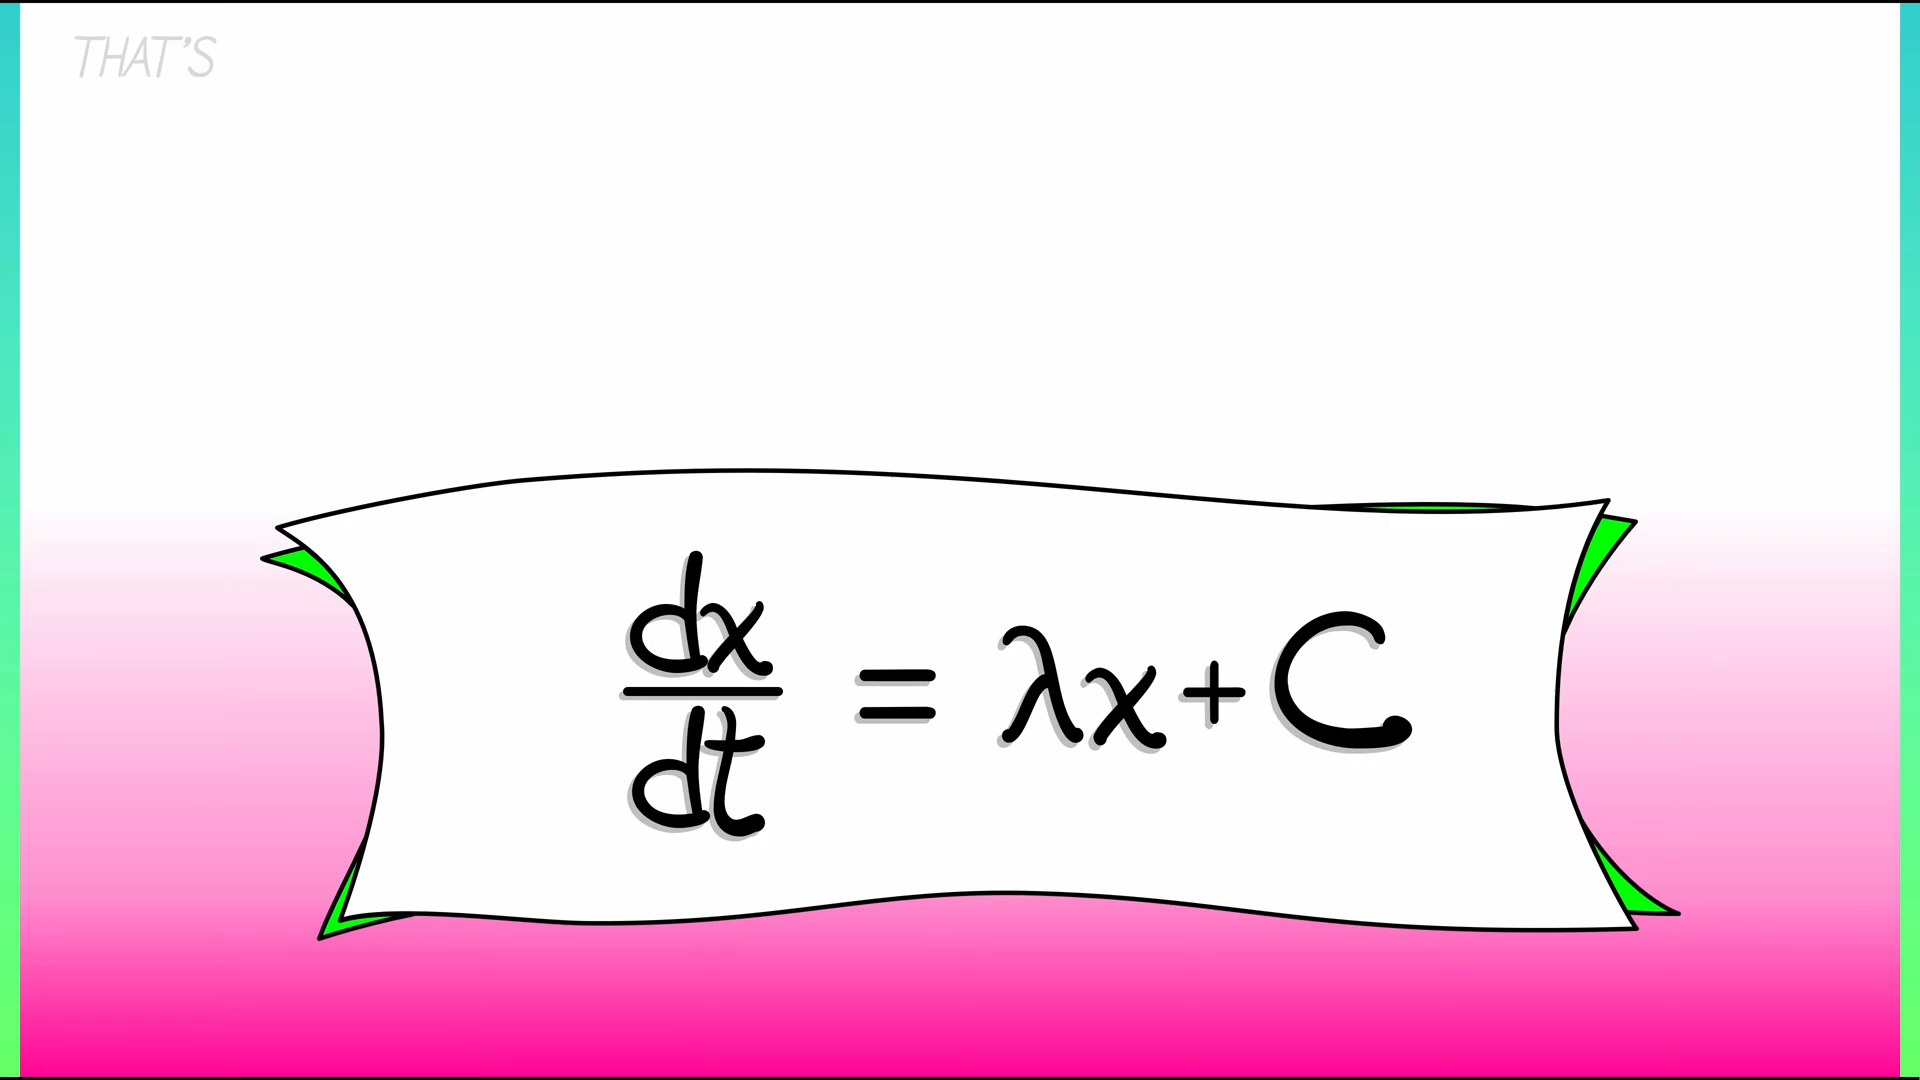 THAT'S
dx/dt = λx + C